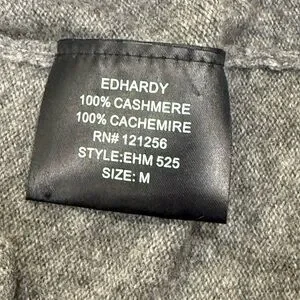 EDHARDY
100% CASHMERE
100% CACHEMIRE
RN# 121256
STYLE:EHM 525
SIZE: M